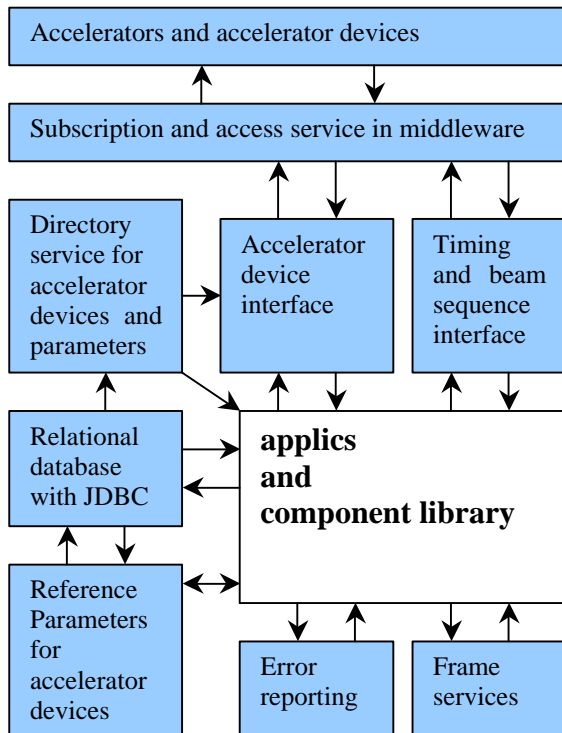 Accelerators and accelerator devices
Subscription and access service in middleware
Directory
service for
accelerator
devices and
parameters
Accelerator
device
interface
Timing
and beam
sequence
interface
Relational
database
with JDBC
applics
and
component library
Reference
Parameters
for
accelerator
devices
Error
reporting
Frame
services